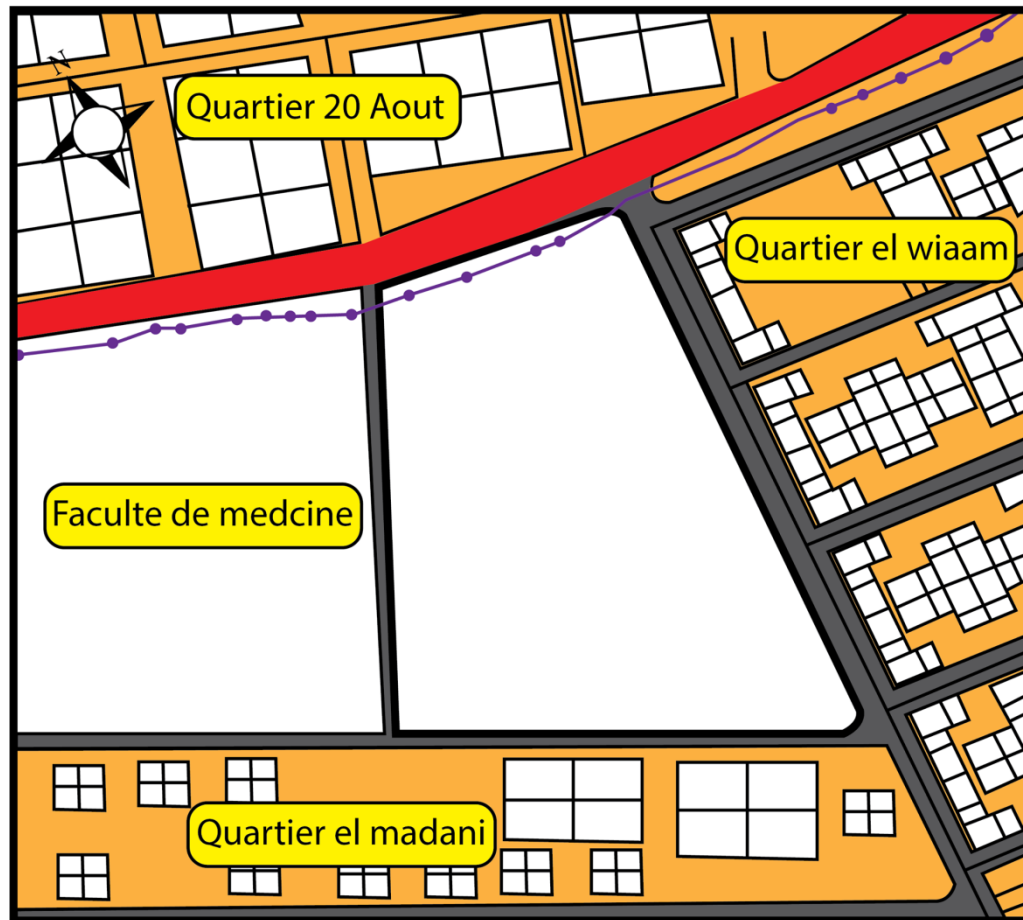 N
Quartier 20 Aout
Quartier el wiaam
Faculte de medcine
Quartier el madani